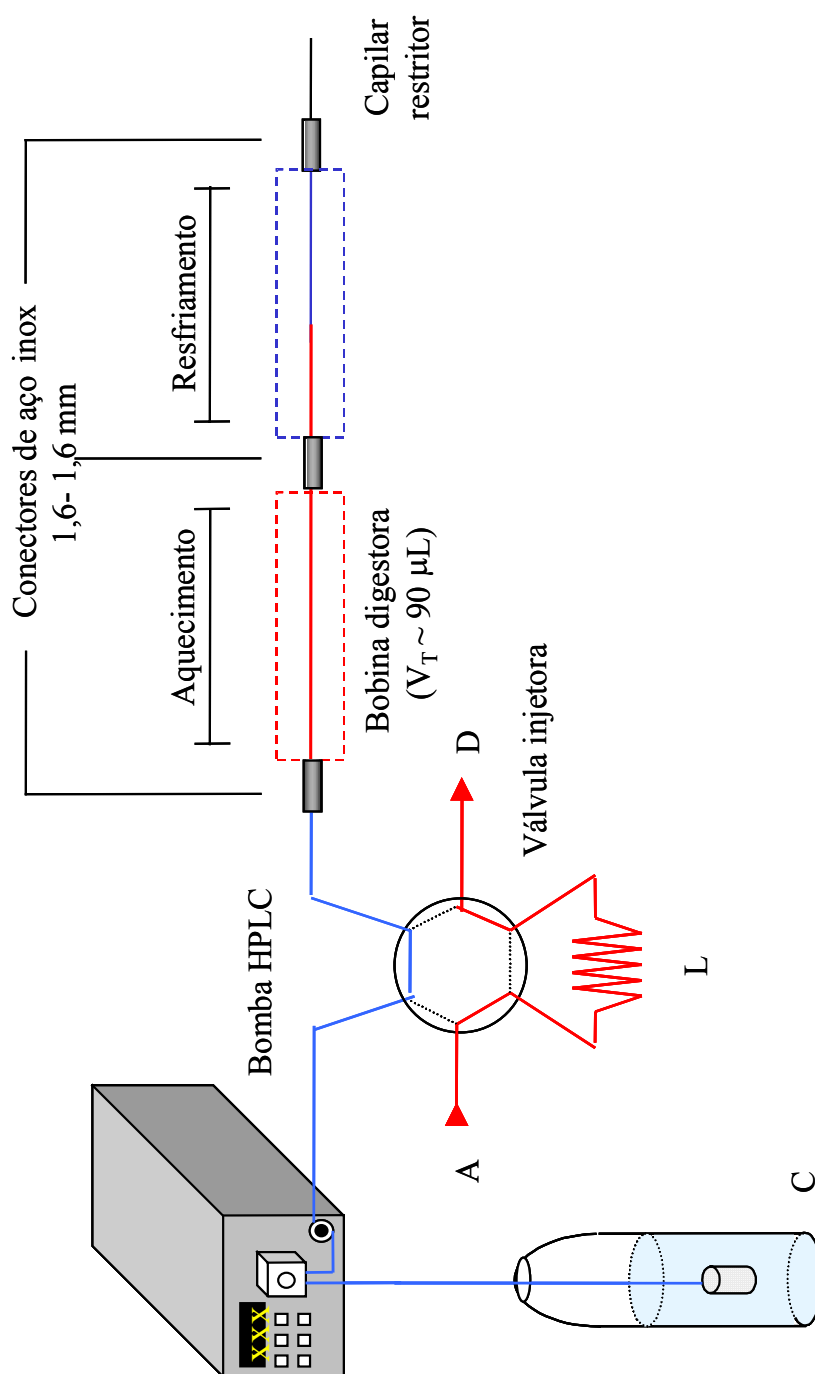 Conectores de aço inox
1,6- 1,6 mm
Aquecimento
Resfriamento
Capilar
restritor
Bobina digestora
(V_T ~ 90 µL)
Bomba HPLC
Válvula injetora
XXX
A
D
L
C